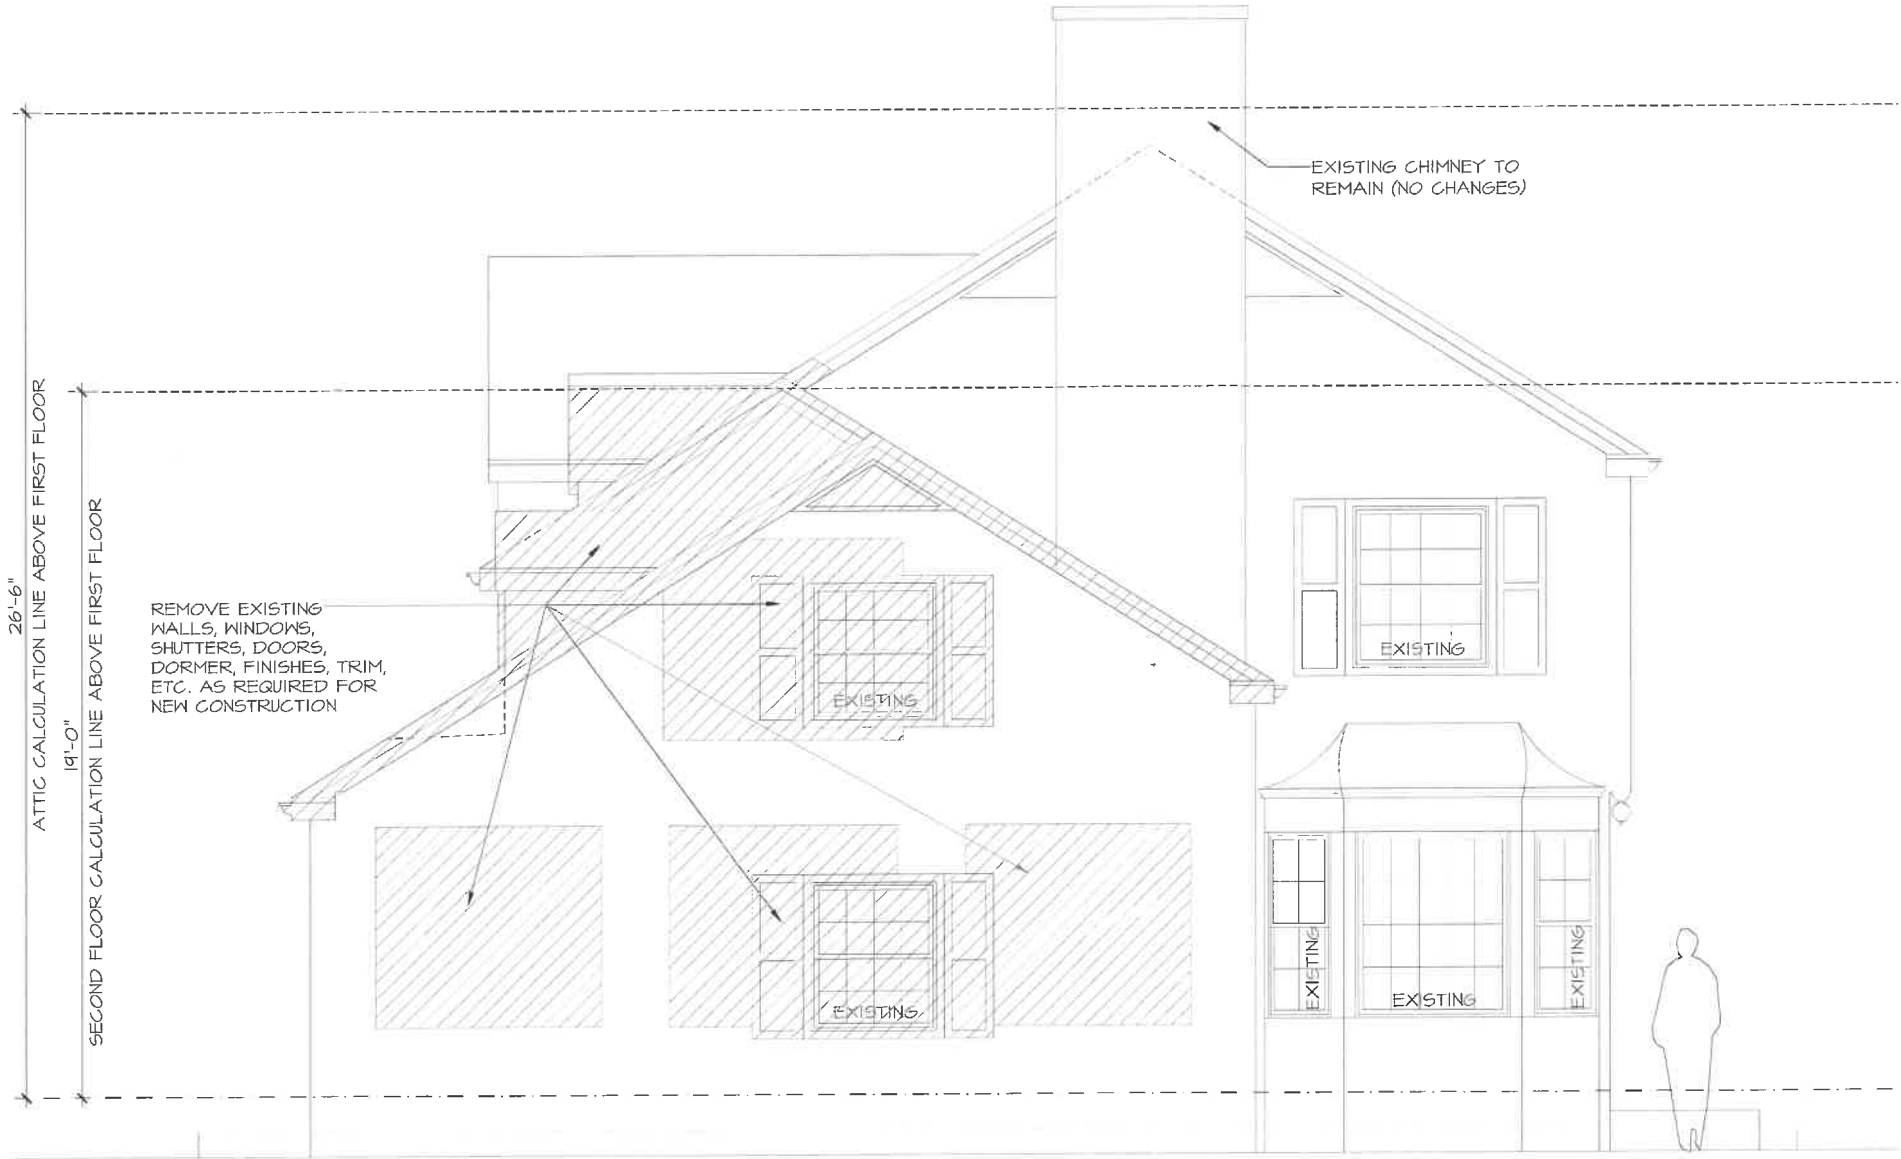 EXISTING CHIMNEY TO
REMAIN (NO CHANGES)
26'-6"
ATTIC CALCULATION LINE ABOVE FIRST FLOOR
19'-0"
SECOND FLOOR CALCULATION LINE ABOVE FIRST FLOOR
REMOVE EXISTING
WALLS, WINDOWS,
SHUTTERS, DOORS,
DORMER, FINISHES, TRIM,
ETC. AS REQUIRED FOR
NEW CONSTRUCTION
EXISTING
EXISTING
EXISTING
EXISTING
EXISTING
EXISTING